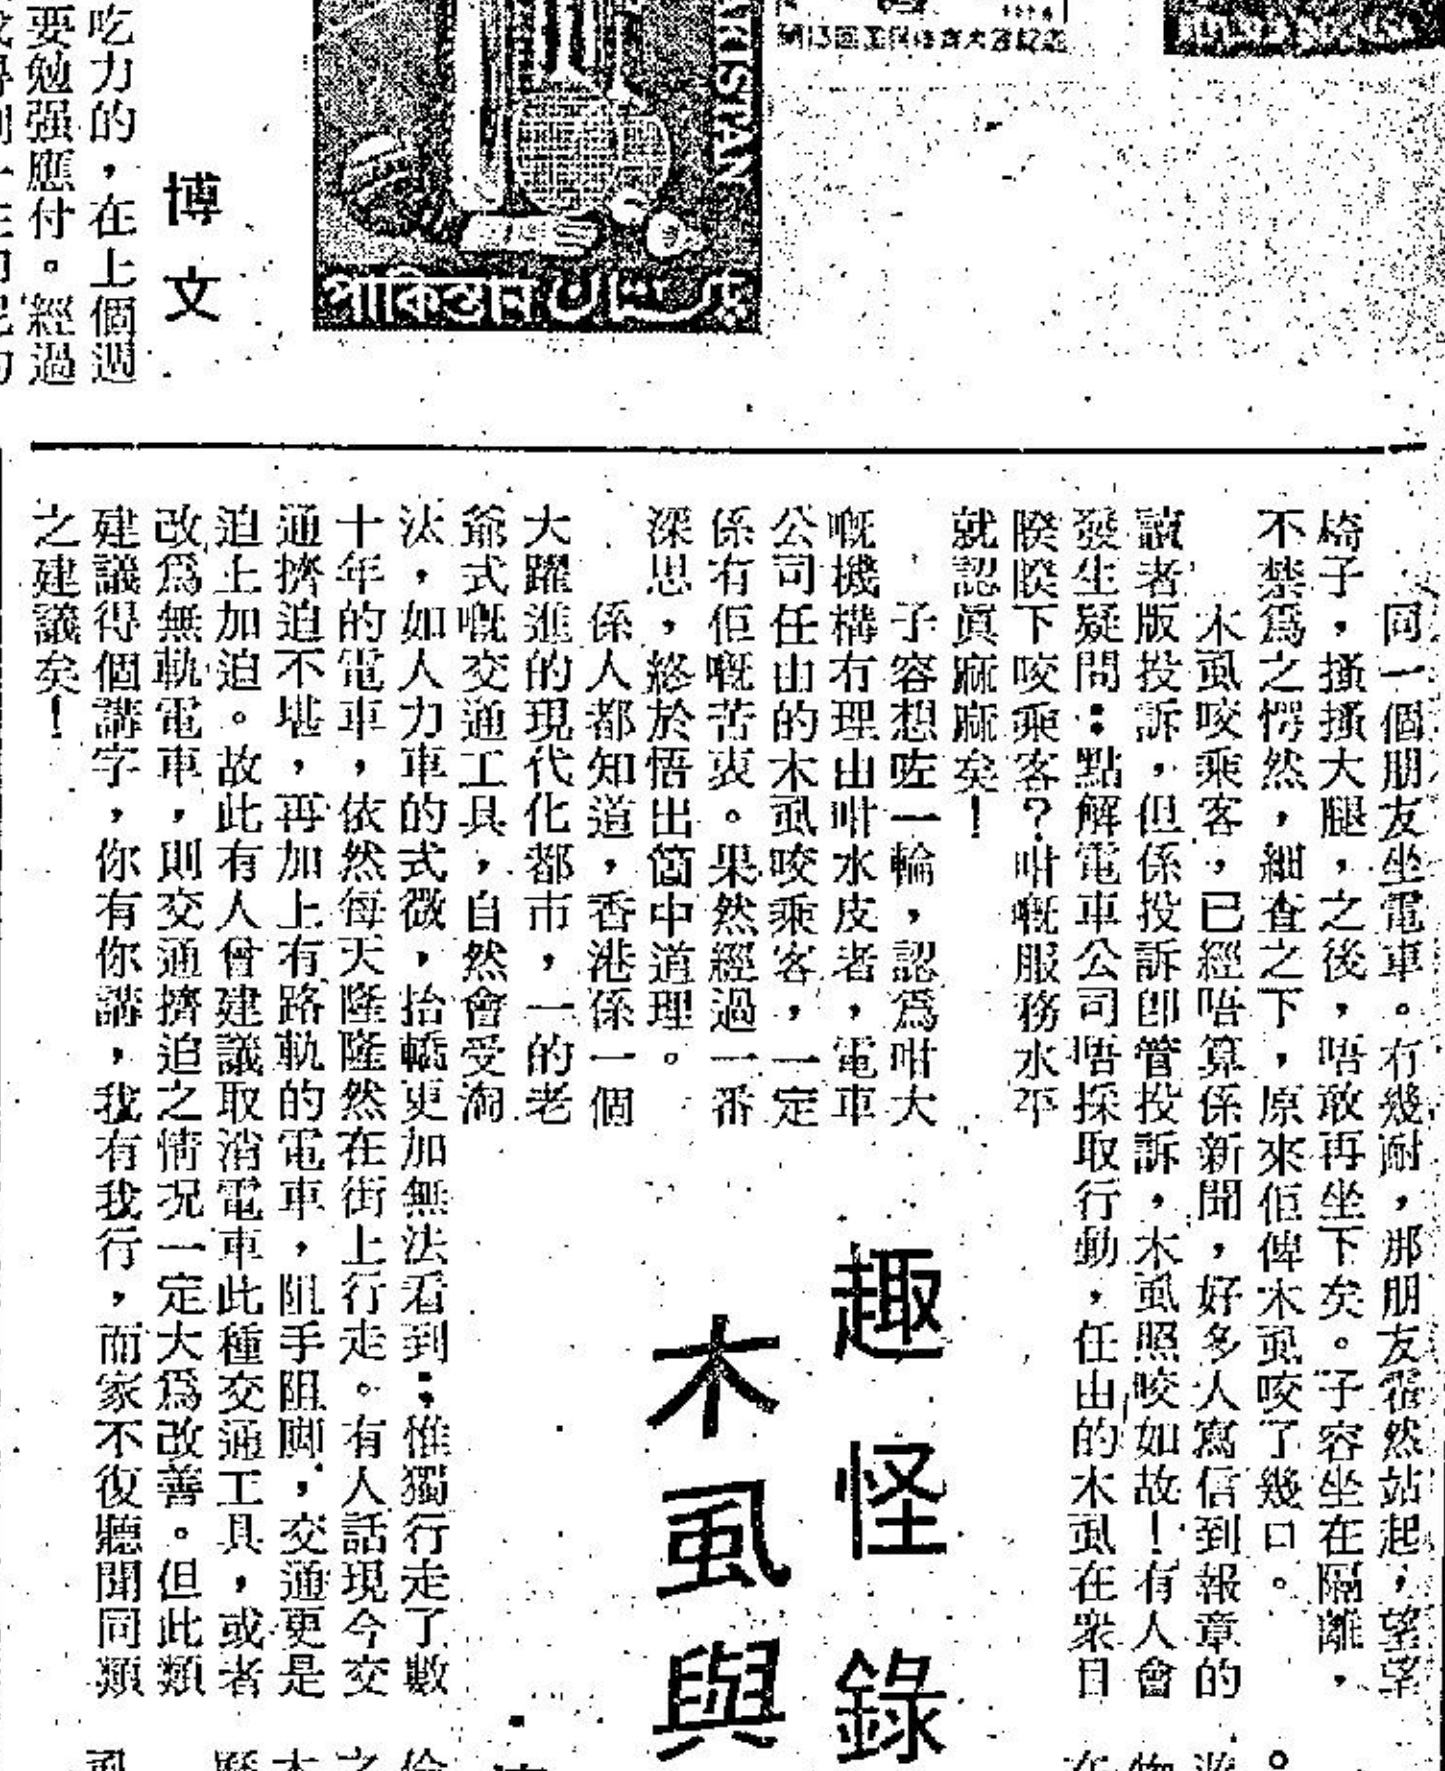 同一個朋友坐電車。冇幾耐，那朋友霍然站起，望望
椅子，搔搔大腿，之後，唔敢再坐下矣。子容坐在隔離，
不禁爲之愕然，細查之下，原來佢俾木虱咬了幾口。
木虱咬乘客，已經唔算係新聞，好多人寫信到報章的
讀者版投訴，但係投訴卽管投訴，木虱照咬如故！有人會
發生疑問：點解電車公司唔採取行動，任由的木虱在衆目
睽睽下咬乘客？咁嘅服務水平
就認眞麻麻矣！
子容想咗一輪，認爲咁大
嘅機構冇理由咁水皮者，電車
公司任由的木虱咬乘客，一定
係有佢嘅苦衷。果然經過一番
深思，終於悟出箇中道理。
係人都知道，香港係一個
大躍進的現代化都市，一的老
爺式嘅交通工具，自然會受淘
汰，如人力車的式微，抬轎更加無法看到：惟獨行走了數
十年的電車，依然每天隆隆然在街上行走。有人話現今交
通擠迫不堪，再加上有路軌的電車，阻手阻脚，交通更是
迫上加迫。故此有人曾建議取消電車此種交通工具，或者
改爲無軌電車，則交通擠迫之情況一定大爲改善。但此類
建議得個講字，你有你講，我有我行，而家不復聽聞同類
之建議矣！
趣怪錄
木虱與
博文
吃力的，在上個週
要勉强應付。經過
PAKISTAN
পাকিস্তান